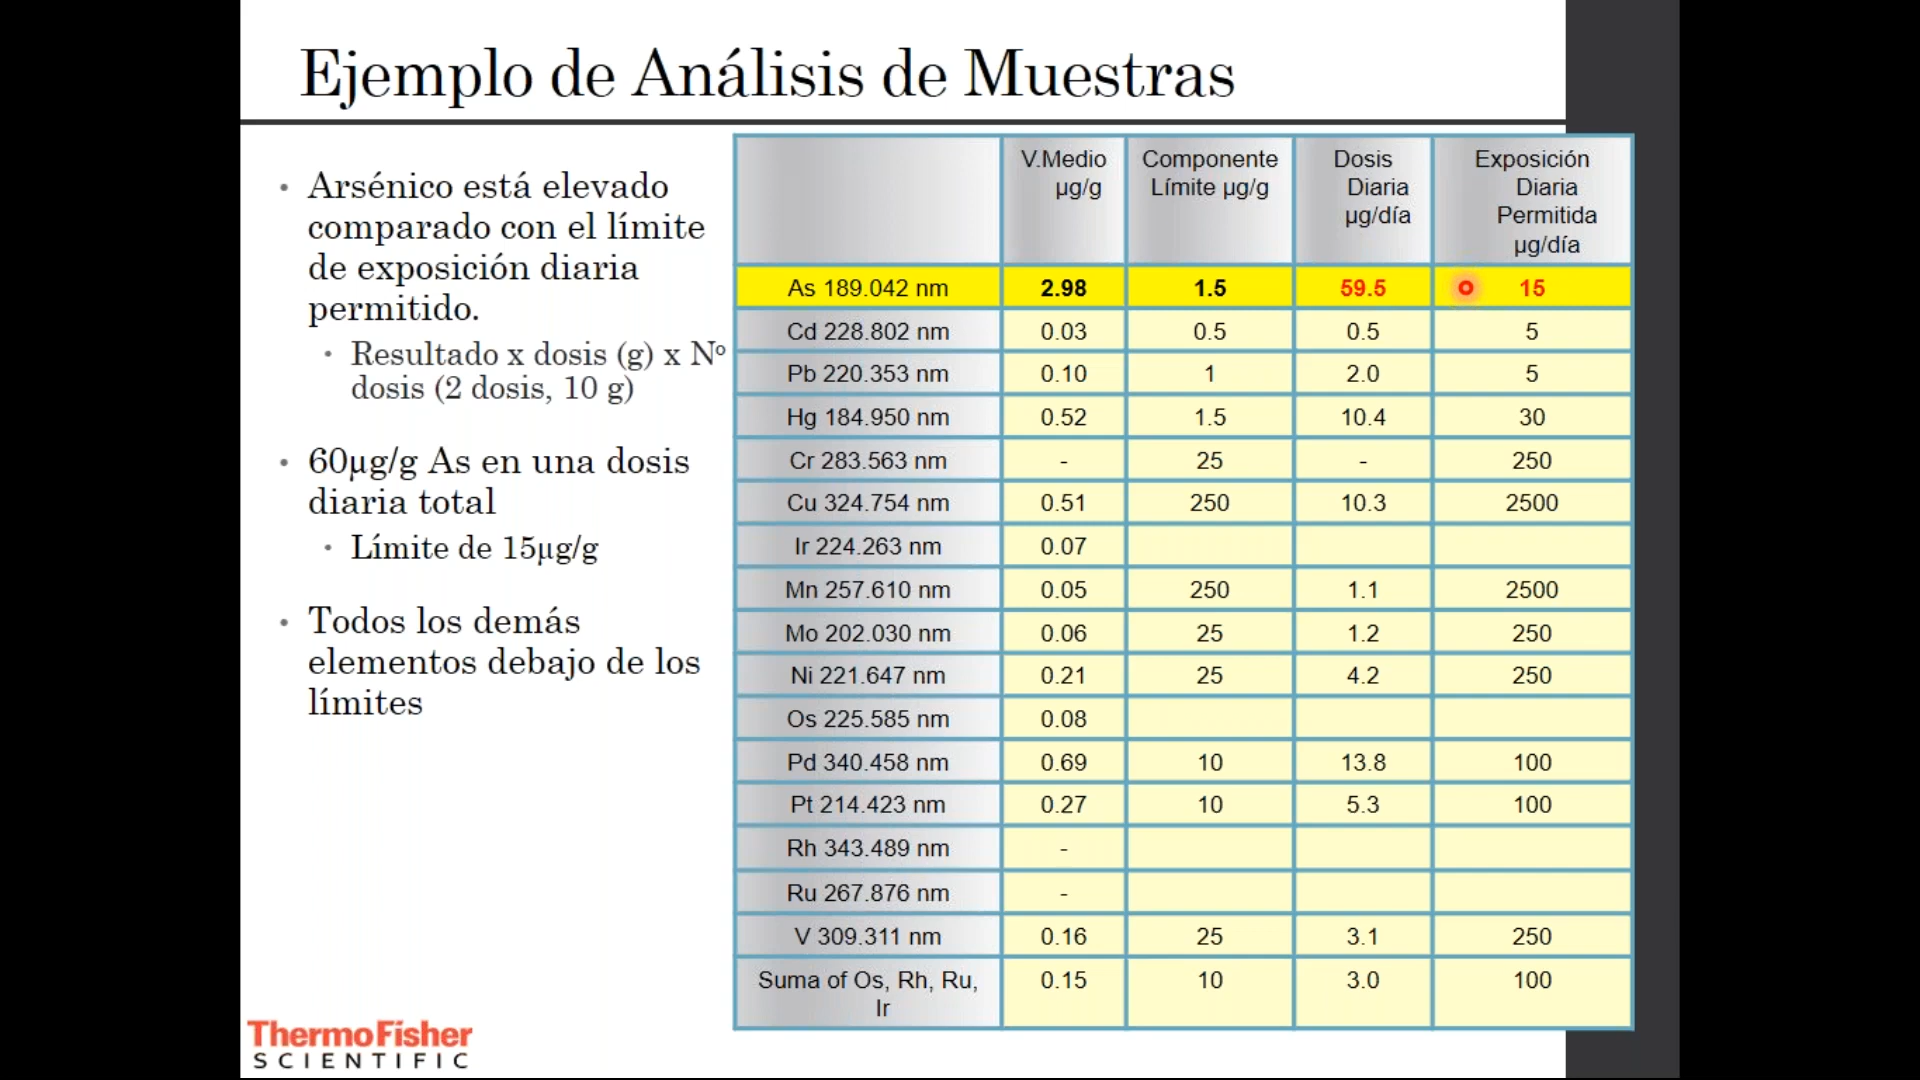 Ejemplo de Análisis de Muestras
• Arsénico está elevado
comparado con el límite
de exposición diaria
permitido.
• Resultado x dosis (g) x Nº
dosis (2 dosis, 10 g)
• 60µg/g As en una dosis
diaria total
• Límite de 15µg/g
• Todos los demás
elementos debajo de los
límites
V.Medio µg/g Componente Límite µg/g Dosis Diaria µg/día Exposición Diaria Permitida µg/día
As 189.042 nm 2.98 1.5 59.5 15
Cd 228.802 nm 0.03 0.5 0.5 5
Pb 220.353 nm 0.10 1 2.0 5
Hg 184.950 nm 0.52 1.5 10.4 30
Cr 283.563 nm - 25 - 250
Cu 324.754 nm 0.51 250 10.3 2500
Ir 224.263 nm 0.07
Mn 257.610 nm 0.05 250 1.1 2500
Mo 202.030 nm 0.06 25 1.2 250
Ni 221.647 nm 0.21 25 4.2 250
Os 225.585 nm 0.08
Pd 340.458 nm 0.69 10 13.8 100
Pt 214.423 nm 0.27 10 5.3 100
Rh 343.489 nm -
Ru 267.876 nm -
V 309.311 nm 0.16 25 3.1 250
Suma of Os, Rh, Ru, Ir 0.15 10 3.0 100
ThermoFisher
SCIENTIFIC